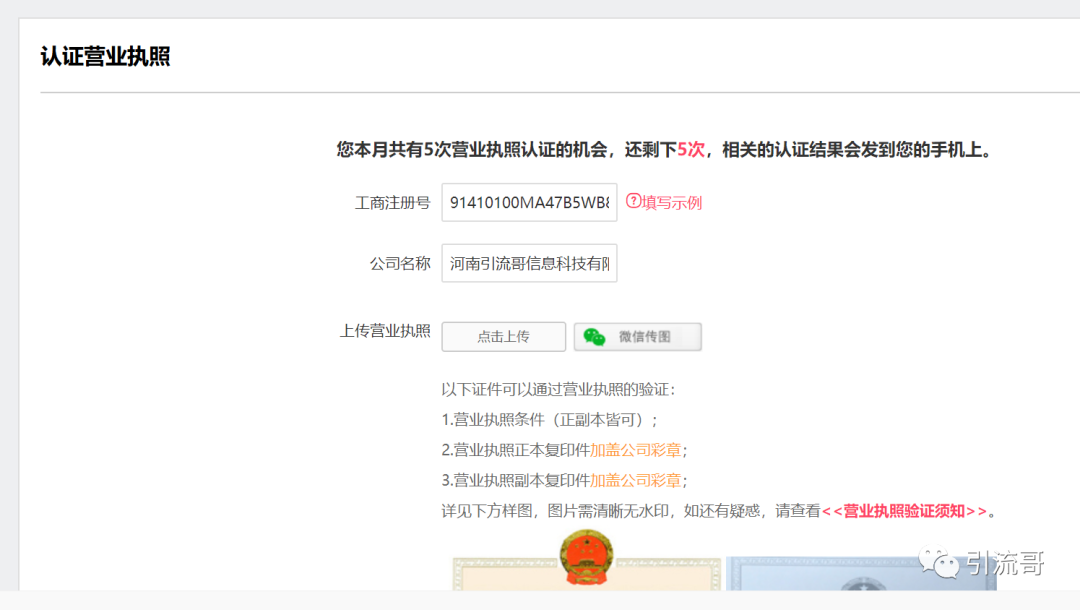 认证营业执照
您本月共有5次营业执照认证的机会，还剩下5次，相关的认证结果会发到您的手机上。
工商注册号 91410100MA47B5WB8 ?填写示例
公司名称 河南引流哥信息科技有限
上传营业执照 点击上传 微信传图
以下证件可以通过营业执照的验证：
1.营业执照条件（正副本皆可）；
2.营业执照正本复印件加盖公司彩章；
3.营业执照副本复印件加盖公司彩章；
详见下方样图，图片需清晰无水印，如还有疑惑，请查看<<营业执照验证须知>>。
引流哥